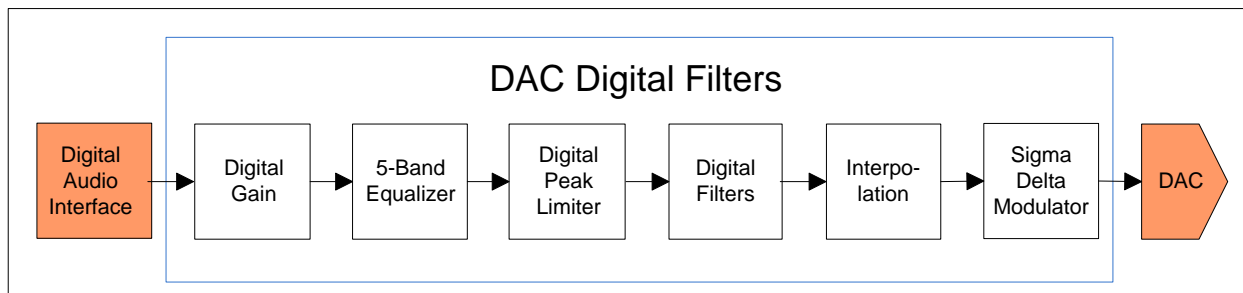 DAC Digital Filters
Digital
Audio
Interface
Digital
Gain
5-Band
Equalizer
Digital
Peak
Limiter
Digital
Filters
Interpo-
lation
Sigma
Delta
Modulator
DAC